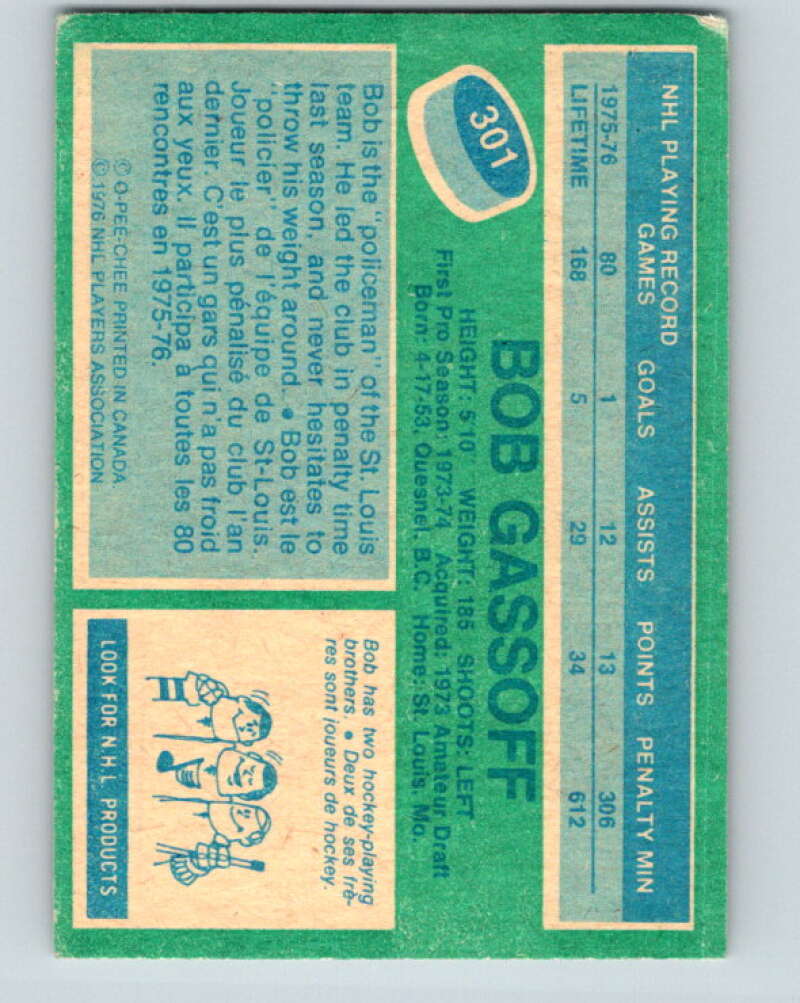 NHL PLAYING RECORD
GAMES GOALS ASSISTS POINTS PENALTY MIN
1975-76 80 1 12 13 306
LIFETIME 168 5 29 34 612
301
BOB GASSOFF
HEIGHT: 5 10 WEIGHT: 185 SHOOTS: LEFT
First Pro Season: 1973-74 Acquired: 1973 Amateur Draft
Born: 4-17-53, Quesnel, B.C. Home: St. Louis, Mo.
Bob is the "policeman" of the St. Louis
team. He led the club in penalty time
last season, and never hesitates to
throw his weight around. • Bob est le
"policier" de l'équipe de St-Louis.
Joueur le plus pénalisé du club l'an
dernier. C'est un gars qui n'a pas froid
aux yeux. Il participa à toutes les 80
rencontres en 1975-76.
© O-PEE-CHEE PRINTED IN CANADA.
© 1976 NHL PLAYERS ASSOCIATION
Bob has two hockey-playing
brothers. • Deux de ses frè-
res sont joueurs de hockey.
LOOK FOR N.H.L. PRODUCTS